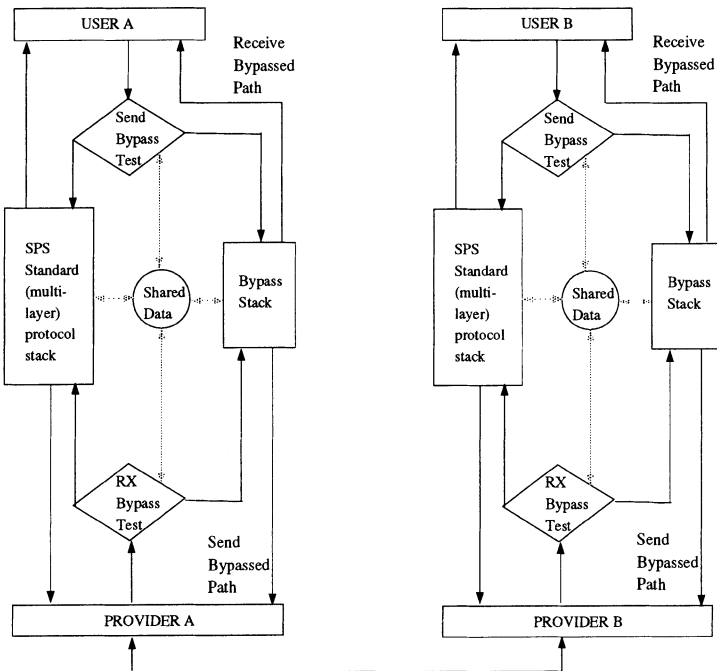 USER A
Receive
Bypassed
Path
Send
Bypass
Test
SPS
Standard
(multi-
layer)
protocol
stack
Shared
Data
Bypass
Stack
RX
Bypass
Test
Send
Bypassed
Path
PROVIDER A
USER B
Receive
Bypassed
Path
Send
Bypass
Test
SPS
Standard
(multi-
layer)
protocol
stack
Shared
Data
Bypass
Stack
RX
Bypass
Test
Send
Bypassed
Path
PROVIDER B